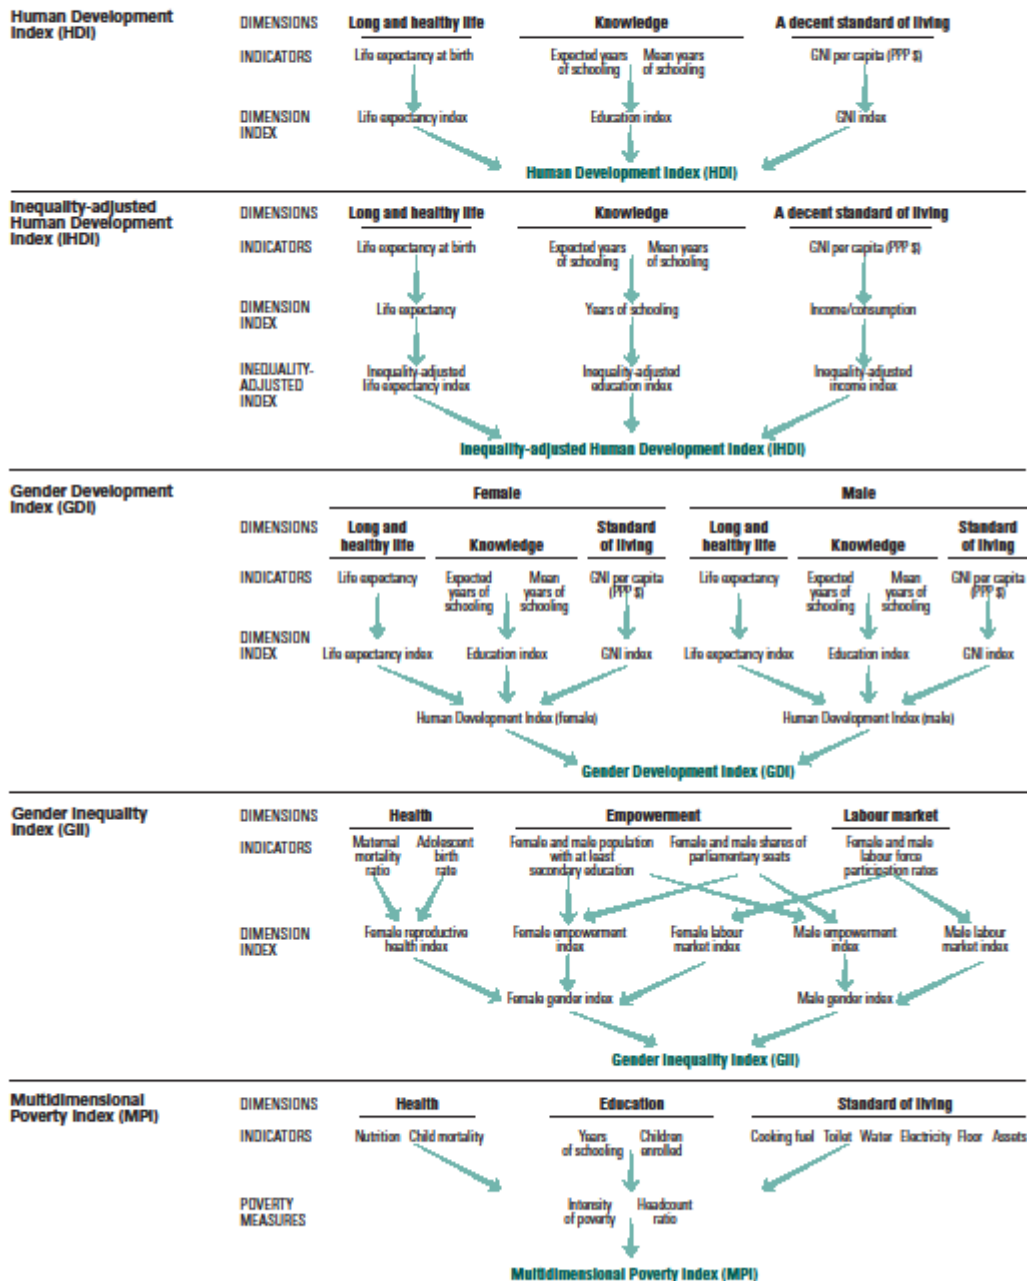 Human Development
Index (HDI)
DIMENSIONS Long and healthy life Knowledge A decent standard of living
INDICATORS Life expectancy at birth Expected years of schooling Mean years of schooling GNI per capita (PPP $)
DIMENSION INDEX Life expectancy index Education index GNI index
Human Development Index (HDI)
Inequality-adjusted
Human Development
Index (IHDI)
DIMENSIONS Long and healthy life Knowledge A decent standard of living
INDICATORS Life expectancy at birth Expected years of schooling Mean years of schooling GNI per capita (PPP $)
DIMENSION INDEX Life expectancy Years of schooling Income/consumption
INEQUALITY-ADJUSTED INDEX Inequality-adjusted life expectancy index Inequality-adjusted education index Inequality-adjusted income index
Inequality-adjusted Human Development Index (IHDI)
Gender Development
Index (GDI)
Female Male
DIMENSIONS Long and healthy life Knowledge Standard of living Long and healthy life Knowledge Standard of living
INDICATORS Life expectancy Expected years of schooling Mean years of schooling GNI per capita (PPP $) Life expectancy Expected years of schooling Mean years of schooling GNI per capita (PPP $)
DIMENSION INDEX Life expectancy index Education index GNI index Life expectancy index Education index GNI index
Human Development Index (female) Human Development Index (male)
Gender Development Index (GDI)
Gender Inequality
Index (GII)
DIMENSIONS Health Empowerment Labour market
INDICATORS Maternal mortality ratio Adolescent birth rate Female and male population with at least secondary education Female and male shares of parliamentary seats Female and male labour force participation rates
DIMENSION INDEX Female reproductive health index Female empowerment index Female labour market index Male empowerment index Male labour market index
Female gender index Male gender index
Gender Inequality Index (GII)
Multidimensional
Poverty Index (MPI)
DIMENSIONS Health Education Standard of living
INDICATORS Nutrition Child mortality Years of schooling Children enrolled Cooking fuel Toilet Water Electricity Floor Assets
POVERTY MEASURES Intensity of poverty Headcount ratio
Multidimensional Poverty Index (MPI)